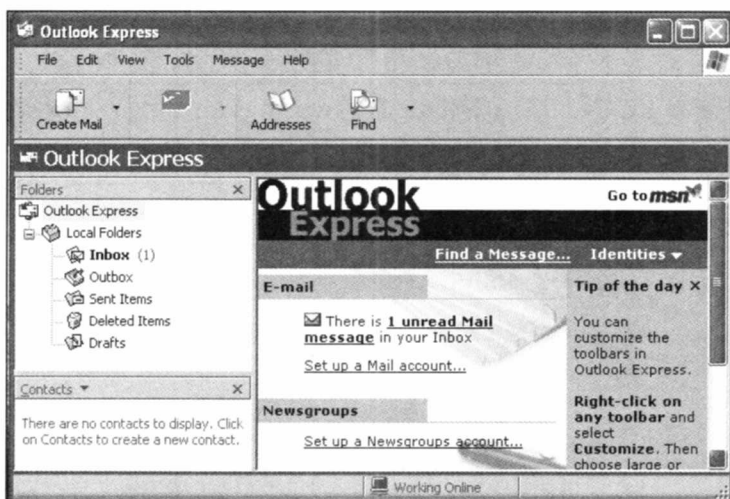 Outlook Express
File Edit View Tools Message Help
Create Mail Addresses Find
Outlook Express
Folders
Outlook Express
Local Folders
Inbox (1)
Outbox
Sent Items
Deleted Items
Drafts
Contacts
There are no contacts to display. Click
on Contacts to create a new contact.
Outlook
Express
Go to msn
Find a Message... Identities
E-mail
There is 1 unread Mail
message in your Inbox
Set up a Mail account...
Newsgroups
Set up a Newsgroups account...
Tip of the day
You can
customize the
toolbars in
Outlook Express.
Right-click on
any toolbar and
select
Customize. Then
choose large or
Working Online